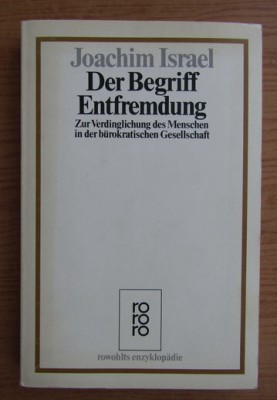 Joachim Israel
Der Begriff
Entfremdung
Zur Verdinglichung des Menschen
in der bürokratischen Gesellschaft
ro
ro
ro
rowohlts enzyklopädie